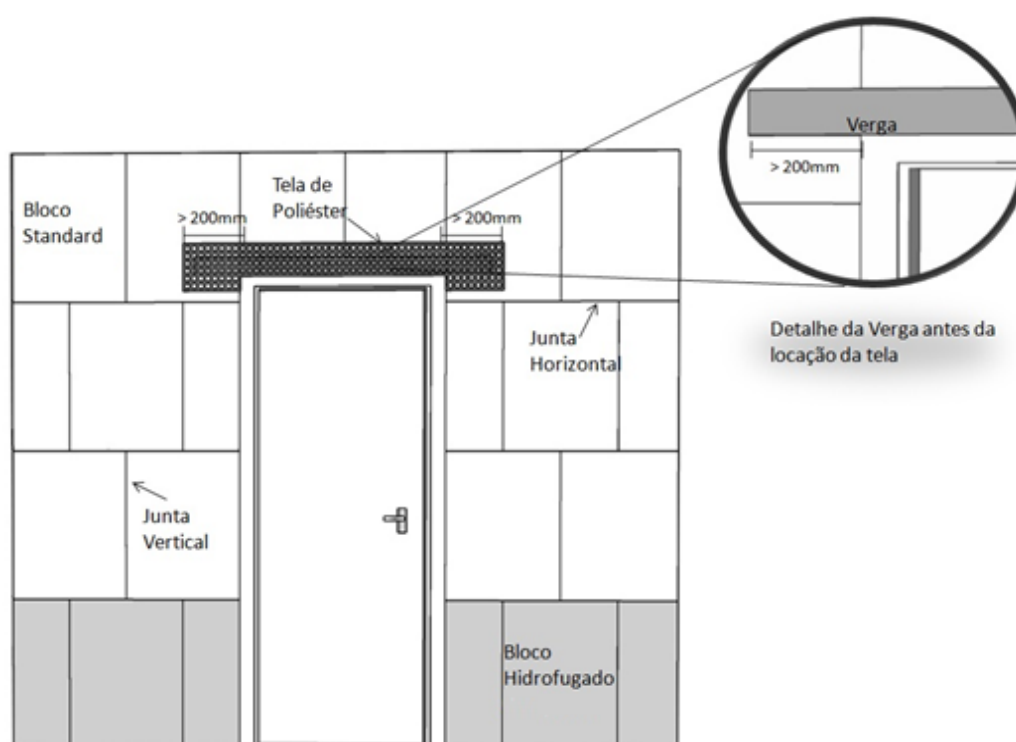 Verga
> 200mm
Detalhe da Verga antes da
locação da tela
Bloco
Standard
> 200mm
Tela de
Poliéster
> 200mm
Junta
Horizontal
Junta
Vertical
Bloco
Hidrofugado